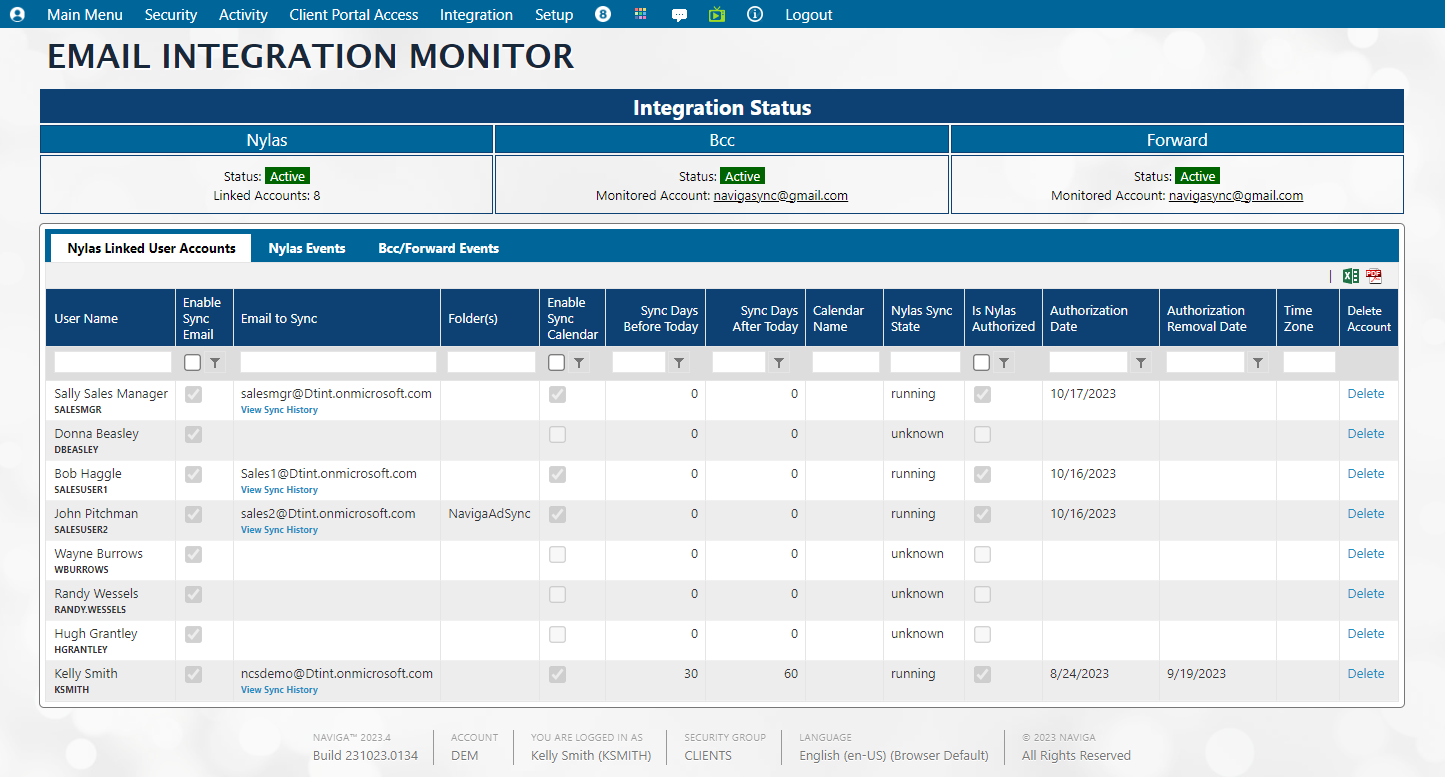 Main Menu Security Activity Client Portal Access Integration Setup 8 Logout
EMAIL INTEGRATION MONITOR
Integration Status
Nylas Bcc Forward
Status: Active Status: Active Status: Active
Linked Accounts: 8 Monitored Account: navigasync@gmail.com Monitored Account: navigasync@gmail.com
Nylas Linked User Accounts Nylas Events Bcc/Forward Events
PDF
User Name Enable Sync Email Email to Sync Folder(s) Enable Sync Calendar Sync Days Before Today Sync Days After Today Calendar Name Nylas Sync State Is Nylas Authorized Authorization Date Authorization Removal Date Time Zone Delete Account
Sally Sales Manager salesmgr@Dtint.onmicrosoft.com 0 0 running 10/17/2023 Delete
SALESMGR View Sync History
Donna Beasley 0 0 unknown Delete
DBEASLEY
Bob Haggle Sales1@Dtint.onmicrosoft.com 0 0 running 10/16/2023 Delete
SALESUSER1 View Sync History
John Pitchman sales2@Dtint.onmicrosoft.com NavigaAdSync 0 0 running 10/16/2023 Delete
SALESUSER2 View Sync History
Wayne Burrows 0 0 unknown Delete
WBURROWS
Randy Wessels 0 0 unknown Delete
RANDY.WESSELS
Hugh Grantley 0 0 unknown Delete
HGRANTLEY
Kelly Smith ncsdemo@Dtint.onmicrosoft.com 30 60 running 8/24/2023 9/19/2023 Delete
KSMITH View Sync History
NAVIGA™ 2023.4 ACCOUNT YOU ARE LOGGED IN AS SECURITY GROUP LANGUAGE © 2023 NAVIGA
Build 231023.0134 DEM Kelly Smith (KSMITH) CLIENTS English (en-US) (Browser Default) All Rights Reserved